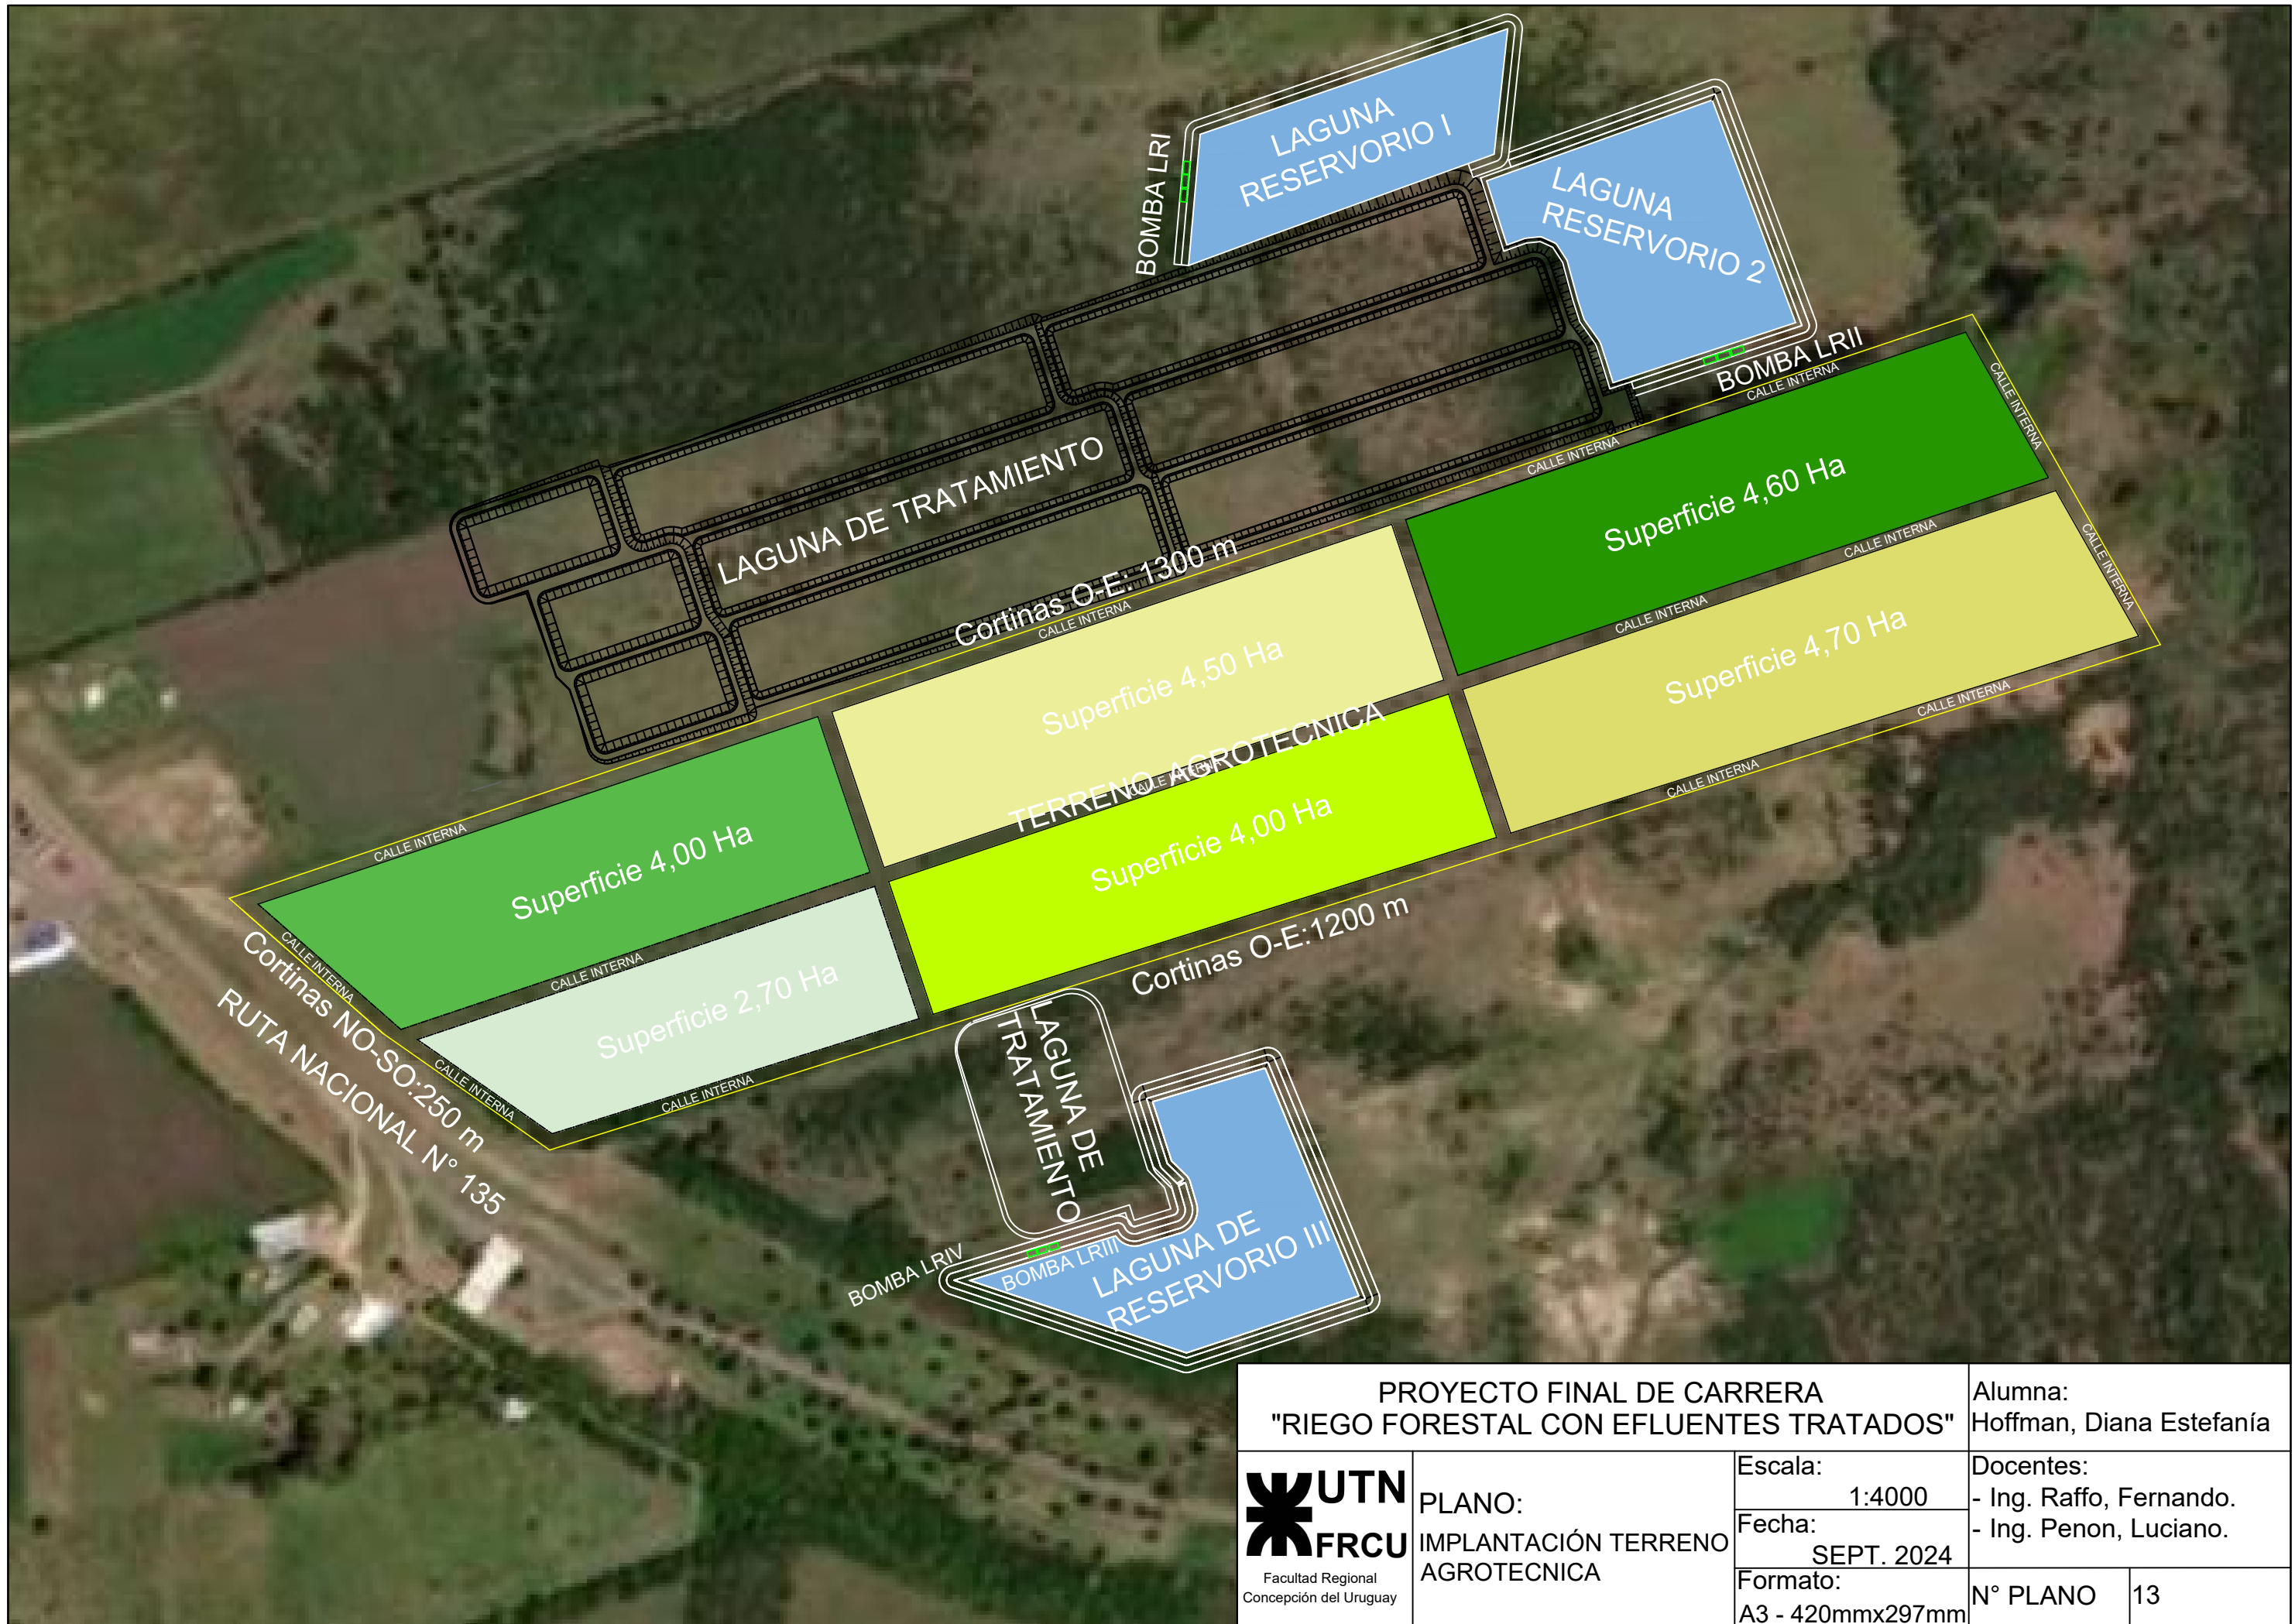 LAGUNA
RESERVORIO I
BOMBA LRI
LAGUNA
RESERVORIO 2
BOMBA LRII
CALLE INTERNA
CALLE INTERNA
CALLE INTERNA
LAGUNA DE TRATAMIENTO
Superficie 4,60 Ha
CALLE INTERNA
CALLE INTERNA
CALLE INTERNA
Cortinas O-E: 1300 m
CALLE INTERNA
Superficie 4,50 Ha
Superficie 4,70 Ha
CALLE INTERNA
CALLE INTERNA
TERRENO AGROTECNICA
CALLE INTERNA
Superficie 4,00 Ha
CALLE INTERNA
Superficie 4,00 Ha
Cortinas O-E:1200 m
CALLE INTERNA
CALLE INTERNA
Superficie 2,70 Ha
CALLE INTERNA
CALLE INTERNA
Cortinas NO-SO:250 m
RUTA NACIONAL N° 135
LAGUNA DE
TRATAMIENTO
BOMBA LRIV
BOMBA LRIII
LAGUNA DE
RESERVORIO III
PROYECTO FINAL DE CARRERA
"RIEGO FORESTAL CON EFLUENTES TRATADOS"
Alumna:
Hoffman, Diana Estefanía
UTN
FRCU
Facultad Regional
Concepción del Uruguay
PLANO:
IMPLANTACIÓN TERRENO
AGROTECNICA
Escala:
1:4000
Fecha:
SEPT. 2024
Formato:
A3 - 420mmx297mm
Docentes:
- Ing. Raffo, Fernando.
- Ing. Penon, Luciano.
N° PLANO
13